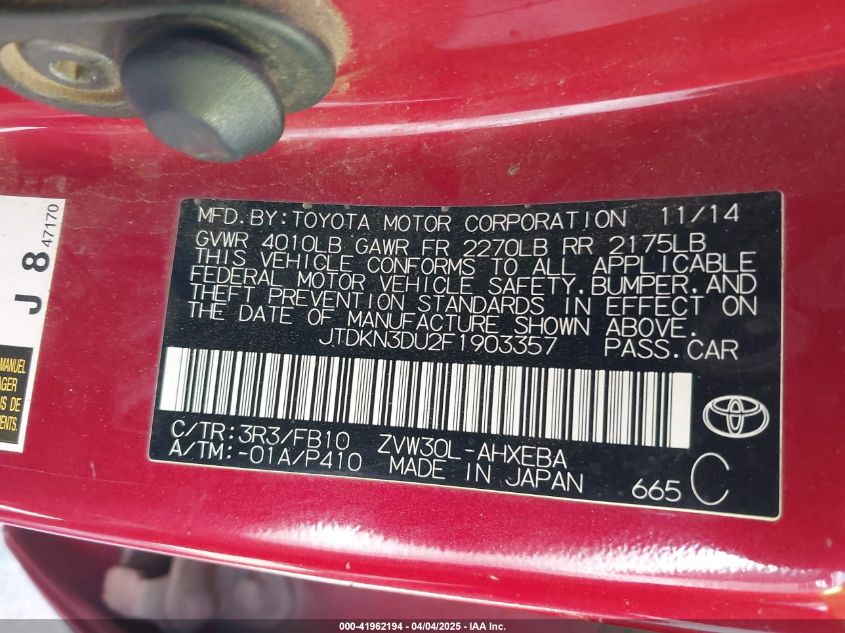 MFD. BY: TOYOTA MOTOR CORPORATION 11/14
GVWR 4010LB GAWR FR 2270LB RR 2175LB
THIS VEHICLE CONFORMS TO ALL APPLICABLE
FEDERAL MOTOR VEHICLE SAFETY, BUMPER, AND
THEFT PREVENTION STANDARDS IN EFFECT ON
THE DATE OF MANUFACTURE SHOWN ABOVE.
JTDKN3DU2F1903357 PASS. CAR
C/TR: 3R3/FB10 ZVW30L-AHXEBA
A/TM: -01A/P410 MADE IN JAPAN
665 C
J 8 47170
MANUEL
DE
000-41962194 - 04/04/2025 - IAA Inc.